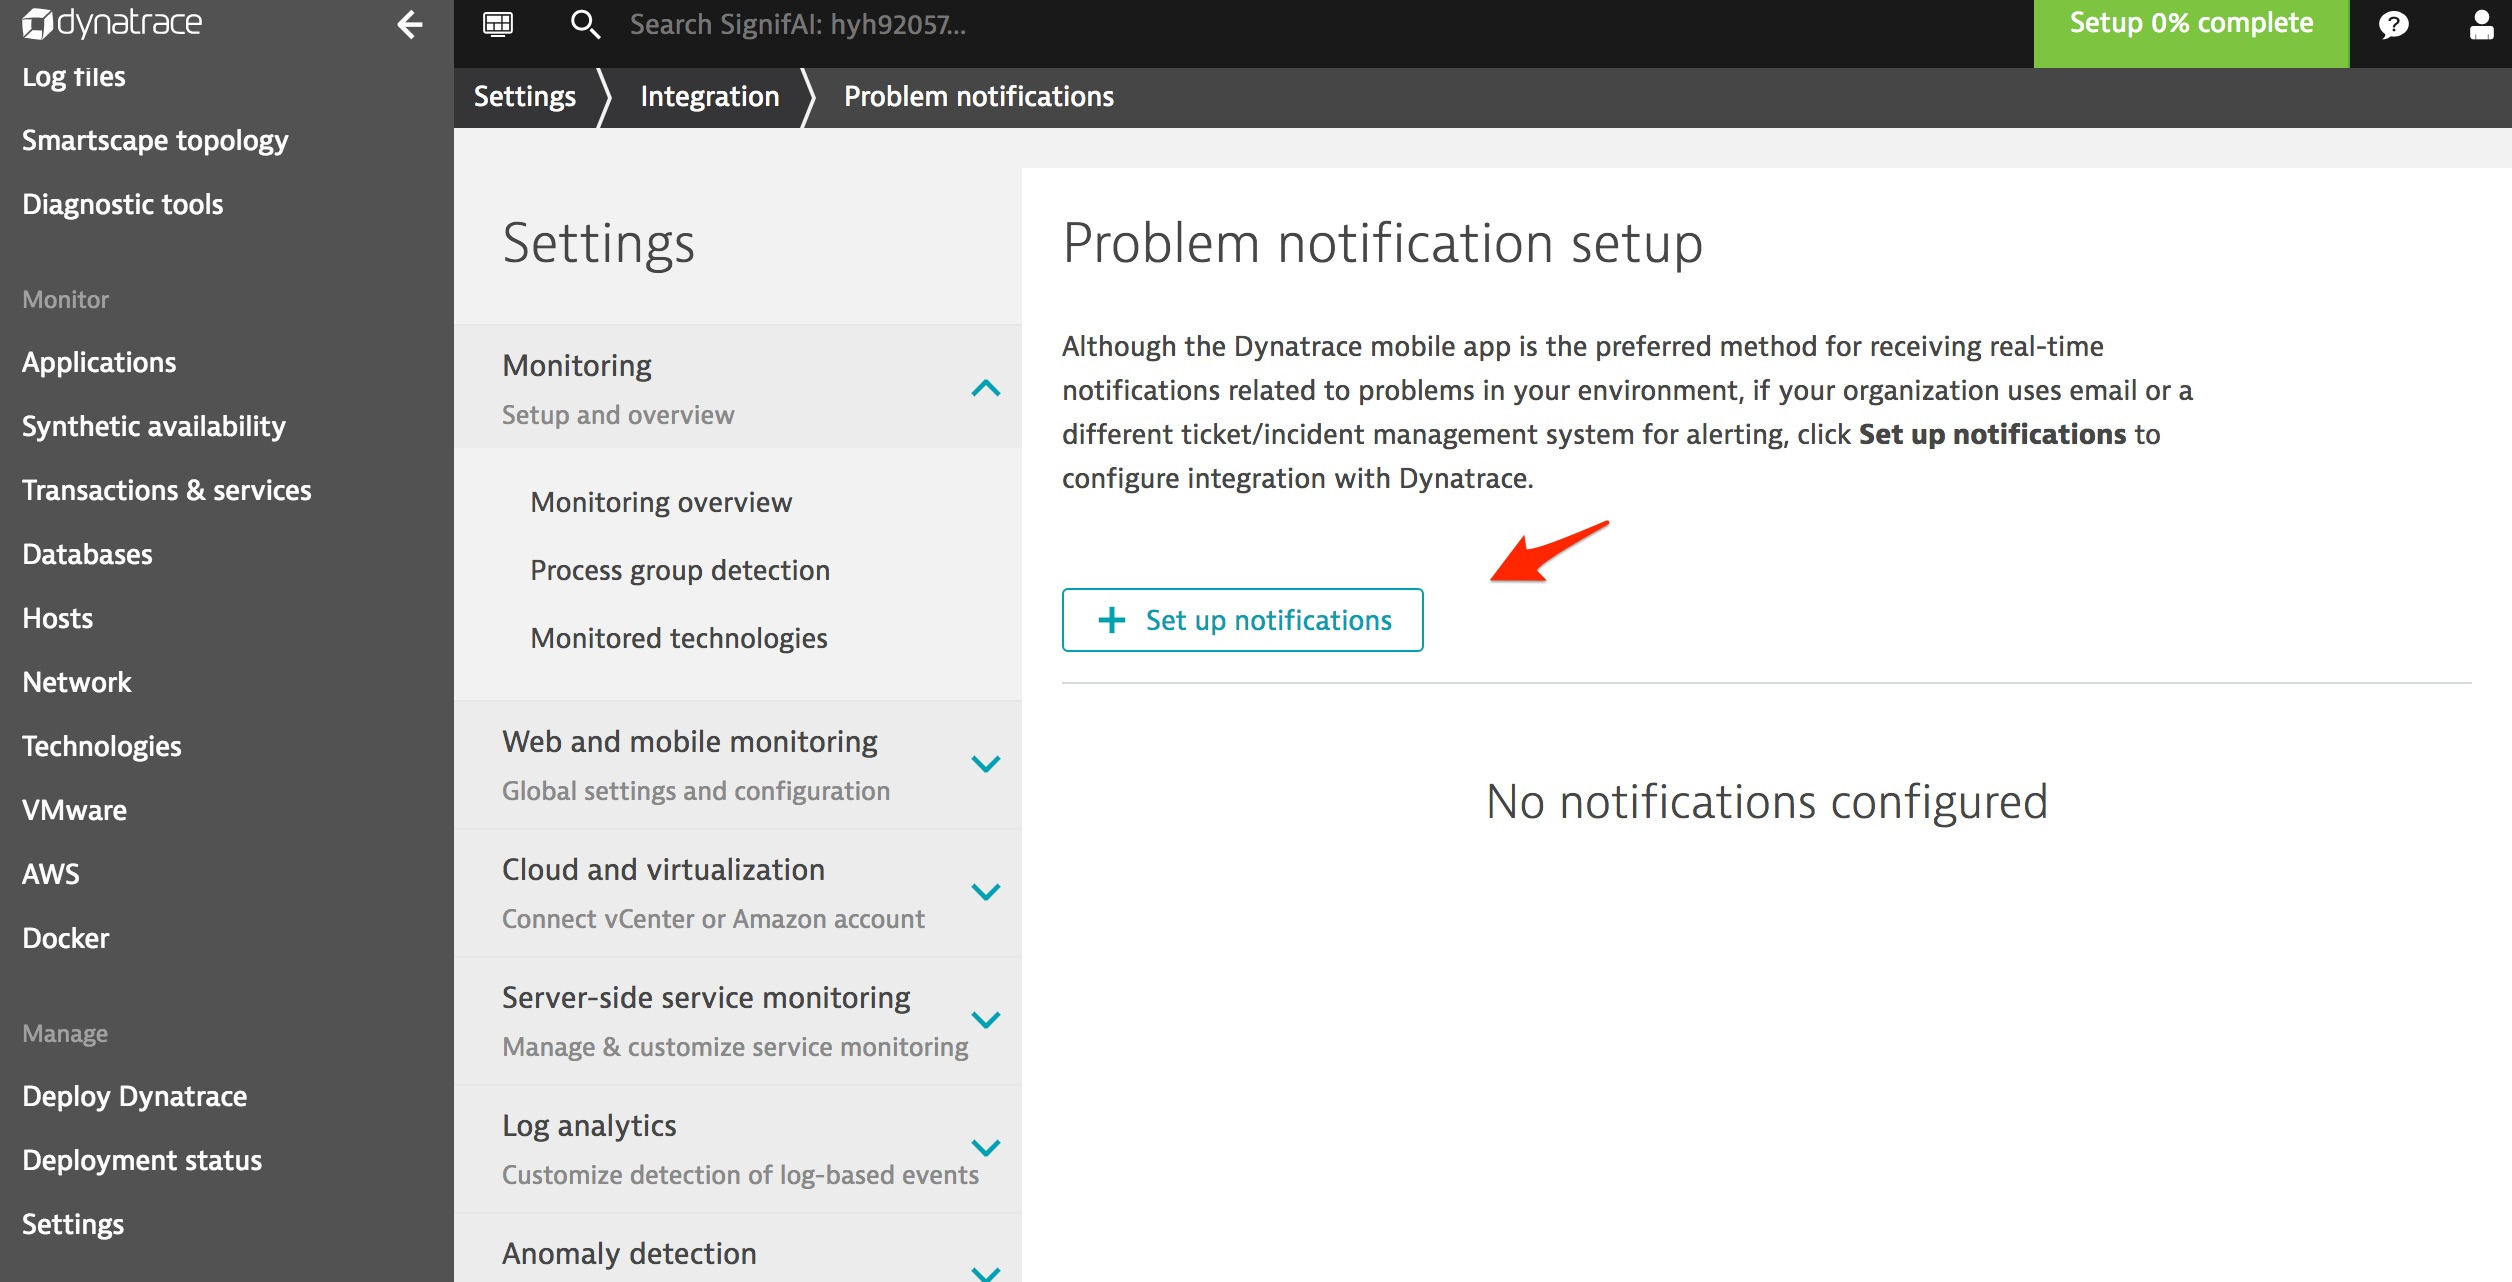 dynatrace
Search SignifAI: hyh92057...
Setup 0% complete
Settings
Integration
Problem notifications
Log files
Smartscape topology
Diagnostic tools
Monitor
Applications
Synthetic availability
Transactions & services
Databases
Hosts
Network
Technologies
VMware
AWS
Docker
Manage
Deploy Dynatrace
Deployment status
Settings
Settings
Monitoring
Setup and overview
Monitoring overview
Process group detection
Monitored technologies
Web and mobile monitoring
Global settings and configuration
Cloud and virtualization
Connect vCenter or Amazon account
Server-side service monitoring
Manage & customize service monitoring
Log analytics
Customize detection of log-based events
Anomaly detection
Problem notification setup
Although the Dynatrace mobile app is the preferred method for receiving real-time
notifications related to problems in your environment, if your organization uses email or a
different ticket/incident management system for alerting, click Set up notifications to
configure integration with Dynatrace.
+ Set up notifications
No notifications configured